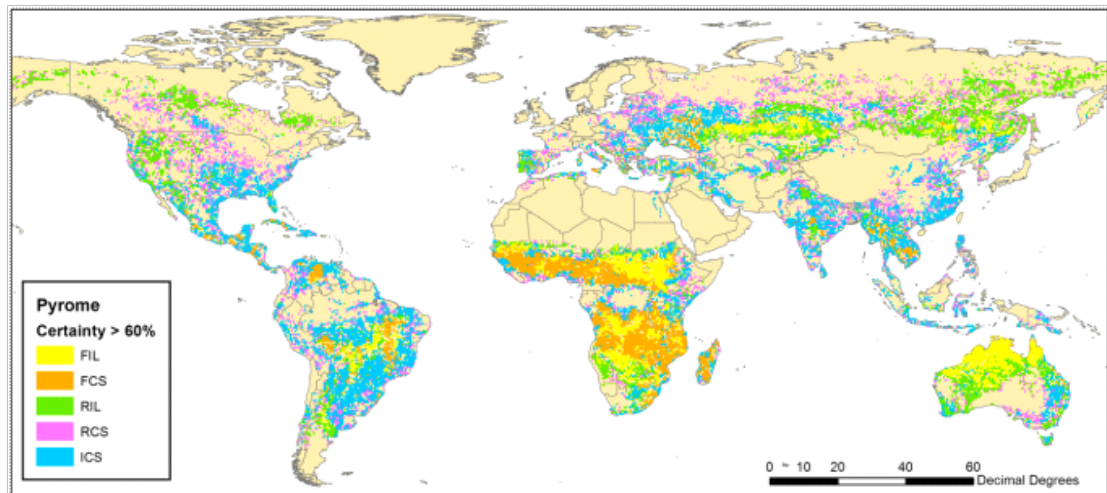 Pyrome
Certainty > 60%
FIL
FCS
RIL
RCS
ICS
0 ~ 10 20 40 60
Decimal Degrees